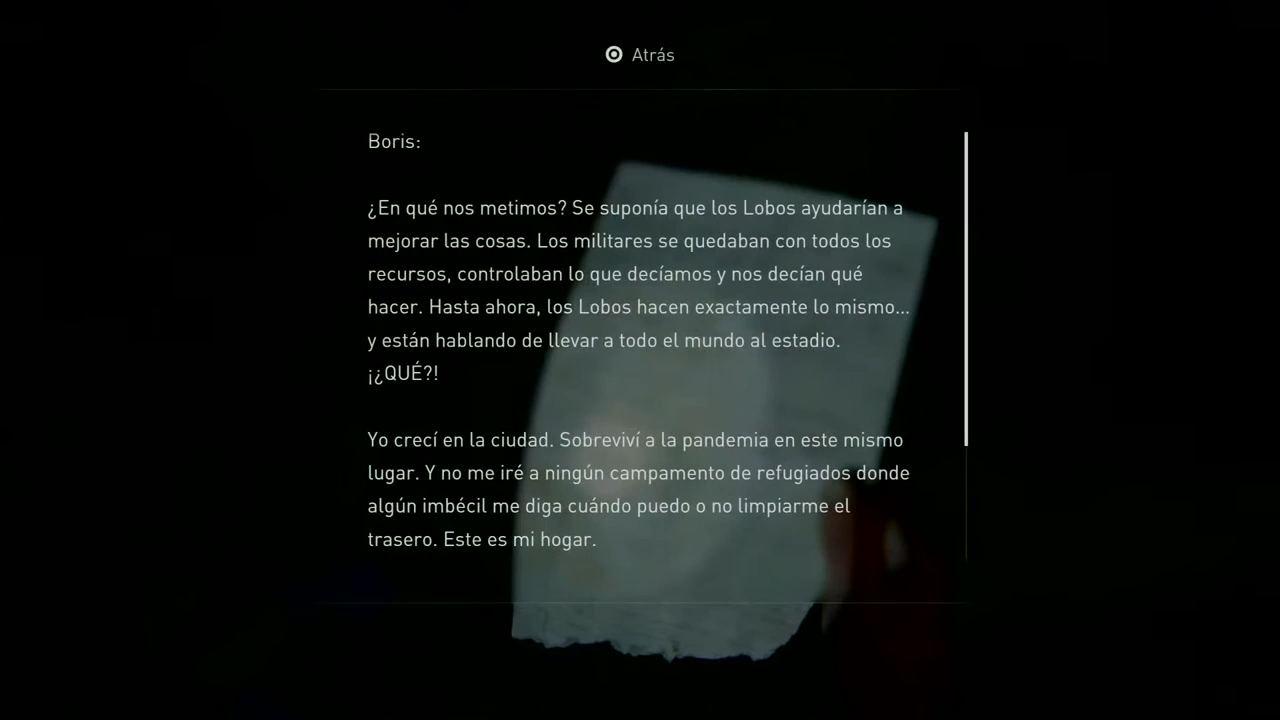 Atrás
Boris:
¿En qué nos metimos? Se suponía que los Lobos ayudarían a
mejorar las cosas. Los militares se quedaban con todos los
recursos, controlaban lo que decíamos y nos decían qué
hacer. Hasta ahora, los Lobos hacen exactamente lo mismo...
y están hablando de llevar a todo el mundo al estadio.
¡¿QUÉ?!
Yo crecí en la ciudad. Sobreviví a la pandemia en este mismo
lugar. Y no me iré a ningún campamento de refugiados donde
algún imbécil me diga cuándo puedo o no limpiarme el
trasero. Este es mi hogar.